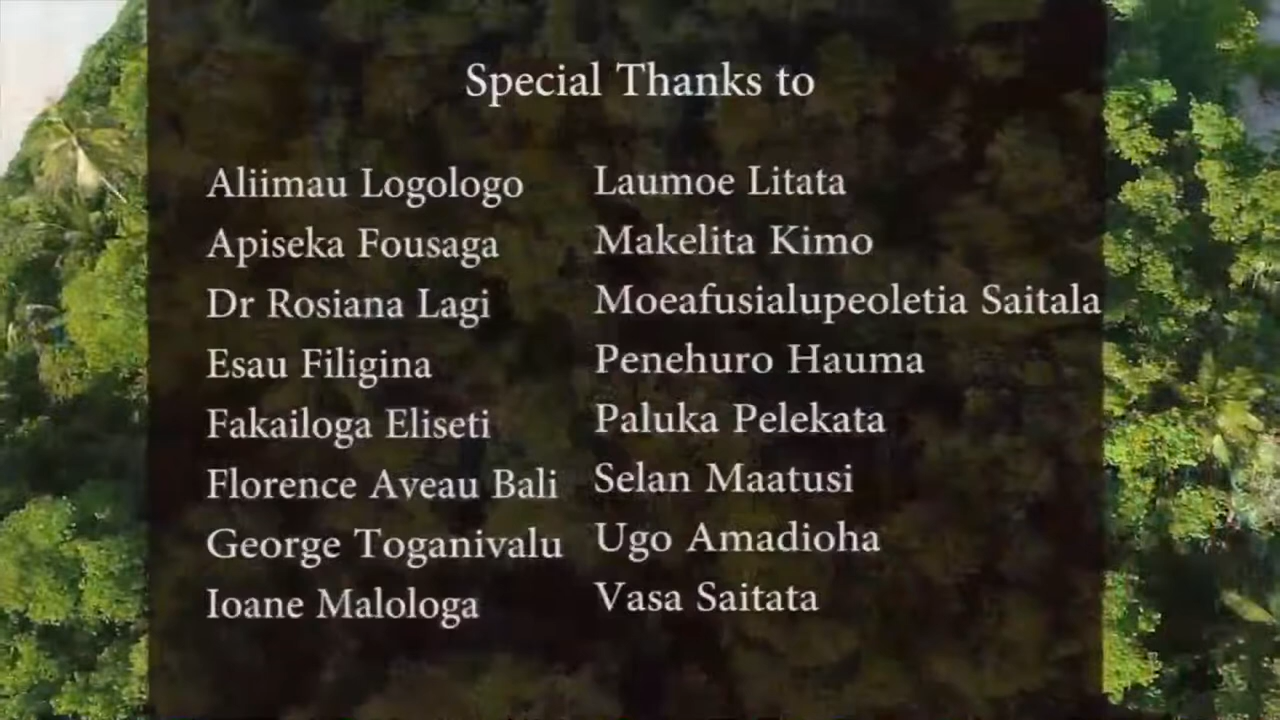 Special Thanks to
Aliimau Logologo
Apiseka Fousaga
Dr Rosiana Lagi
Esau Filigina
Fakailoga Eliseti
Florence Aveau Bali
George Toganivalu
Ioane Malologa
Laumoe Litata
Makelita Kimo
Moeafusialupeoletia Saitala
Penehuro Hauma
Paluka Pelekata
Selan Maatusi
Ugo Amadioha
Vasa Saitata